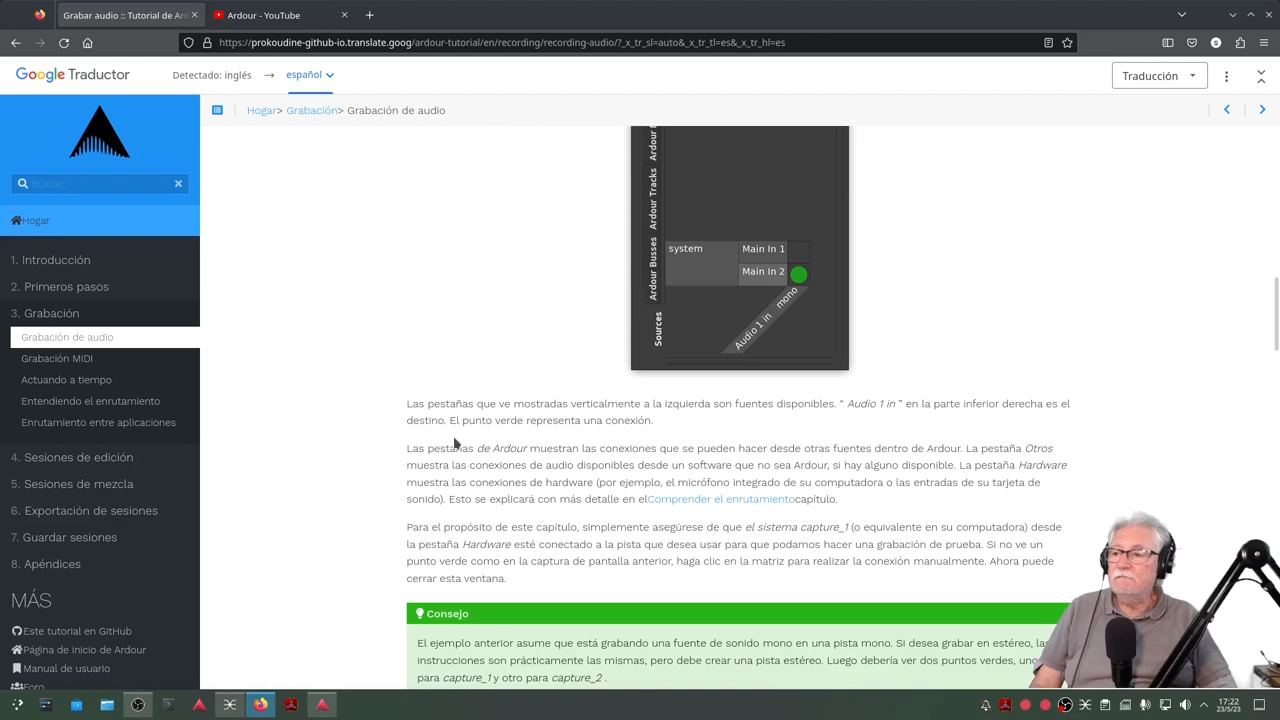 Grabar audio :: Tutorial de Ard
Ardour - YouTube
https://prokoudine-github-io.translate.goog/ardour-tutorial/en/recording/recording-audio/?_x_tr_sl=auto&_x_tr_tl=es&_x_tr_hl=es
Google Traductor
Detectado: inglés → español
Traducción
Hogar> Grabación> Grabación de audio
Buscar...
Hogar
1. Introducción
2. Primeros pasos
3. Grabación
Grabación de audio
Grabación MIDI
Actuando a tiempo
Entendiendo el enrutamiento
Enrutamiento entre aplicaciones
4. Sesiones de edición
5. Sesiones de mezcla
6. Exportación de sesiones
7. Guardar sesiones
8. Apéndices
MÁS
Este tutorial en GitHub
Página de inicio de Ardour
Manual de usuario
Foro
Ardour Tracks
Ardour Busses
Sources
system
Main In 1
Main In 2
mono
Audio 1 in
Las pestañas que ve mostradas verticalmente a la izquierda son fuentes disponibles. “ Audio 1 in ” en la parte inferior derecha es el
destino. El punto verde representa una conexión.
Las pestañas de Ardour muestran las conexiones que se pueden hacer desde otras fuentes dentro de Ardour. La pestaña Otros
muestra las conexiones de audio disponibles desde un software que no sea Ardour, si hay alguno disponible. La pestaña Hardware
muestra las conexiones de hardware (por ejemplo, el micrófono integrado de su computadora o las entradas de su tarjeta de
sonido). Esto se explicará con más detalle en elComprender el enrutamientocapítulo.
Para el propósito de este capítulo, simplemente asegúrese de que el sistema capture_1 (o equivalente en su computadora) desde
la pestaña Hardware esté conectado a la pista que desea usar para que podamos hacer una grabación de prueba. Si no ve un
punto verde como en la captura de pantalla anterior, haga clic en la matriz para realizar la conexión manualmente. Ahora puede
cerrar esta ventana.
Consejo
El ejemplo anterior asume que está grabando una fuente de sonido mono en una pista mono. Si desea grabar en estéreo, las
instrucciones son prácticamente las mismas, pero debe crear una pista estéreo. Luego debería ver dos puntos verdes, uno
para capture_1 y otro para capture_2 .
17:22
23/5/23